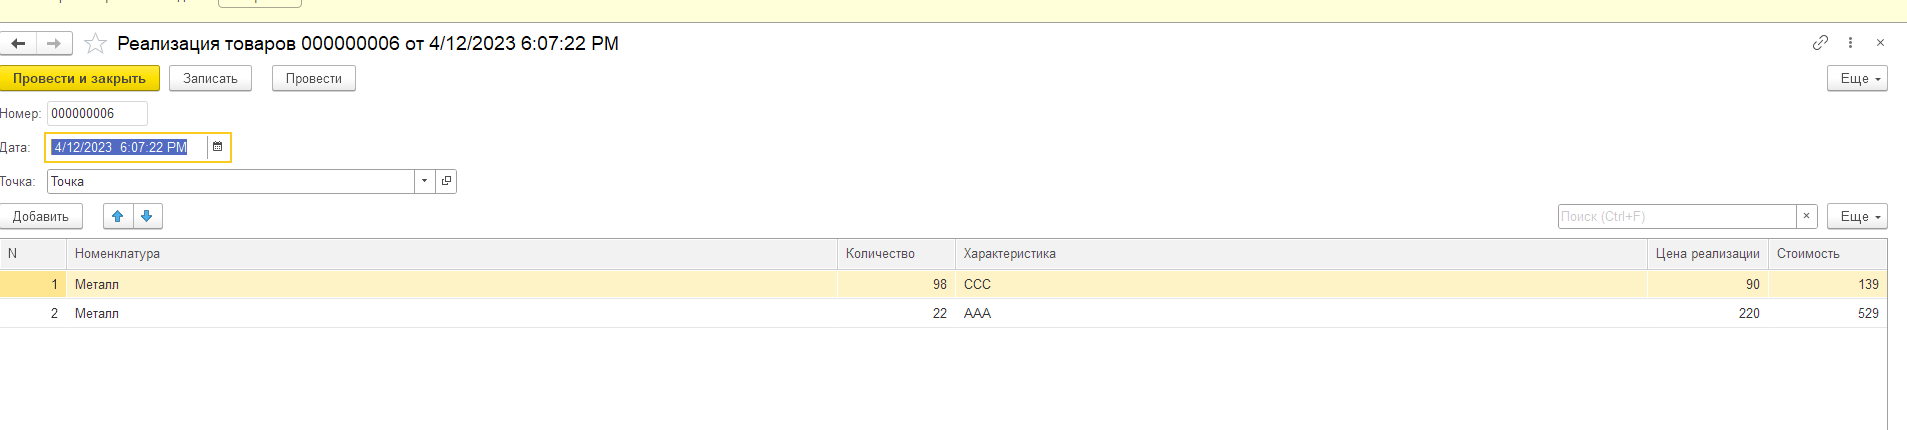 Реализация товаров 000000006 от 4/12/2023 6:07:22 PM
Провести и закрыть Записать Провести Еще
Номер: 000000006
Дата: 4/12/2023 6:07:22 PM
Точка: Точка
Добавить Поиск (Ctrl+F) × Еще
N Номенклатура Количество Характеристика Цена реализации Стоимость
1 Металл 98 ССС 90 139
2 Металл 22 ААА 220 529